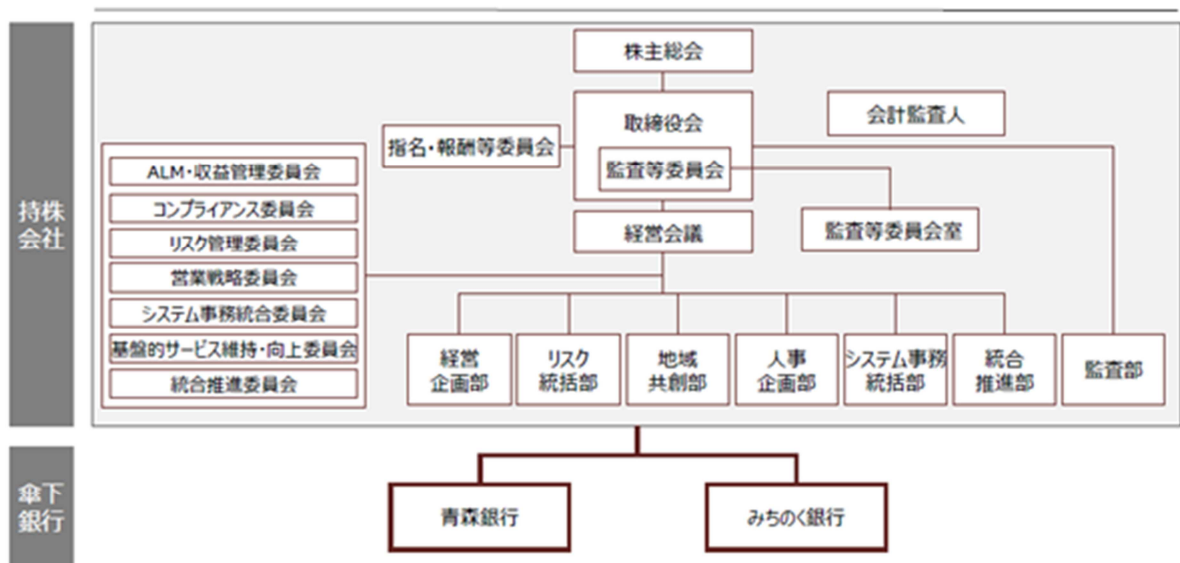 持株
会社
株主総会
取締役会
監査等委員会
会計監査人
指名・報酬等委員会
監査等委員会室
経営会議
ALM・収益管理委員会
コンプライアンス委員会
リスク管理委員会
営業戦略委員会
システム事務統合委員会
基盤的サービス維持・向上委員会
統合推進委員会
経営
企画部
リスク
統括部
地域
共創部
人事
企画部
システム事務
統括部
統合
推進部
監査部
傘下
銀行
青森銀行
みちのく銀行